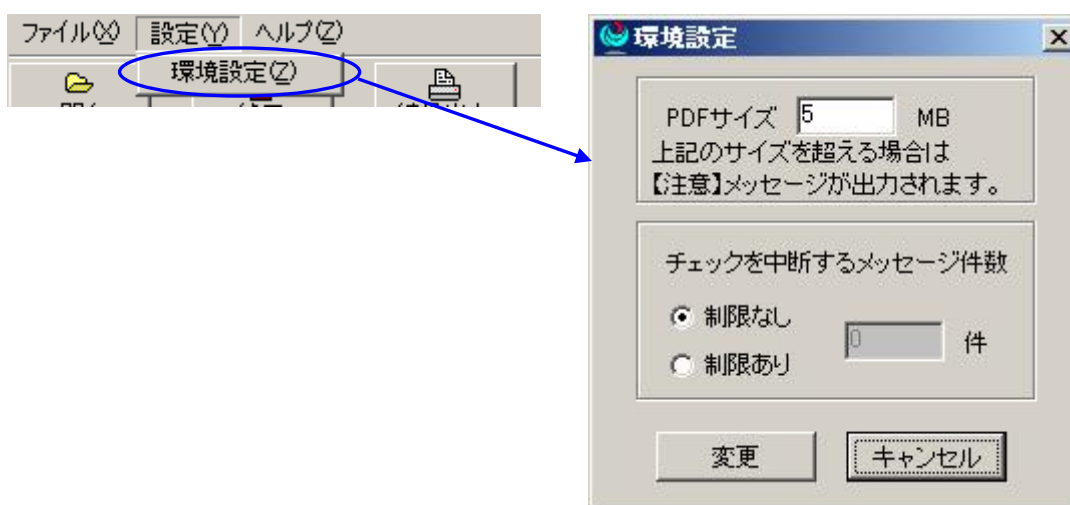 ファイル(X) 設定(Y) ヘルプ(Z)
環境設定(Z)
環境設定
PDFサイズ 5 MB
上記のサイズを超える場合は
【注意】メッセージが出力されます。
チェックを中断するメッセージ件数
制限なし
0 件
制限あり
変更 キャンセル